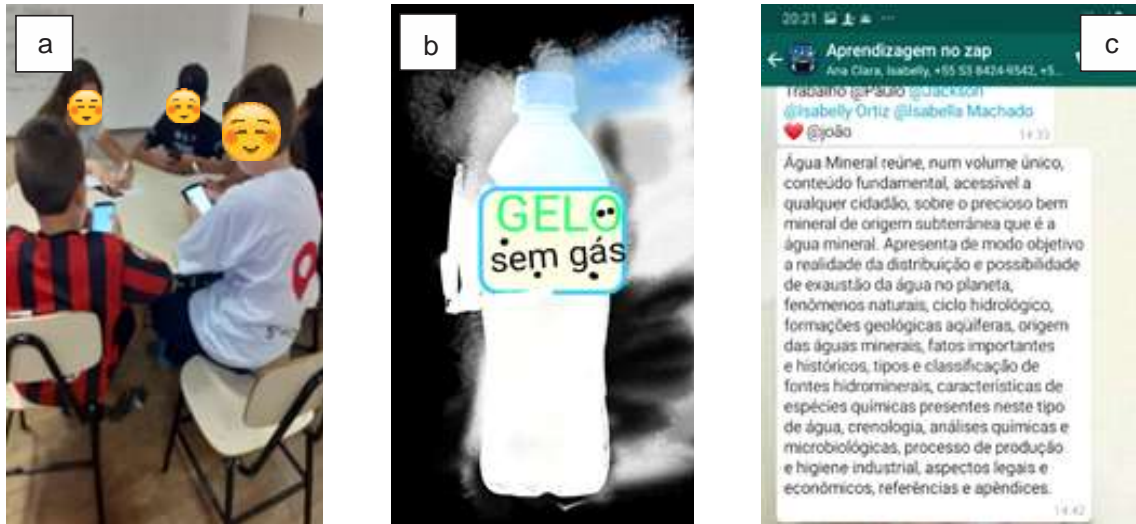 a
b
GELO
sem gás
c
20:21
Aprendizagem no zap
Ana Clara, Isabelly, +55 53 8424-9542, +5...
Trabalho @Paulo @Jackson
@Isabelly Ortiz @Isabella Machado
@joão
14:33
Água Mineral reúne, num volume único,
conteúdo fundamental, acessivel a
qualquer cidadão, sobre o precioso bem
mineral de origem subterrânea que é a
água mineral. Apresenta de modo objetivo
a realidade da distribuição e possibilidade
de exaustão da água no planeta,
fenômenos naturais, ciclo hidrológico,
formações geológicas aqüíferas, origem
das águas minerais, fatos importantes
e históricos, tipos e classificação de
fontes hidrominerais, características de
espécies químicas presentes neste tipo
de água, crenologia, análises químicas e
microbiológicas, processo de produção
e higiene industrial, aspectos legais e
econômicos, referências e apêndices.
14:42